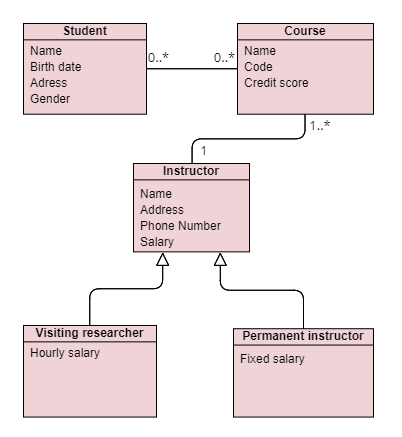 Student
Name
Birth date
Adress
Gender
0..*
0..*
Course
Name
Code
Credit score
1..*
1
Instructor
Name
Address
Phone Number
Salary
Visiting researcher
Hourly salary
Permanent instructor
Fixed salary